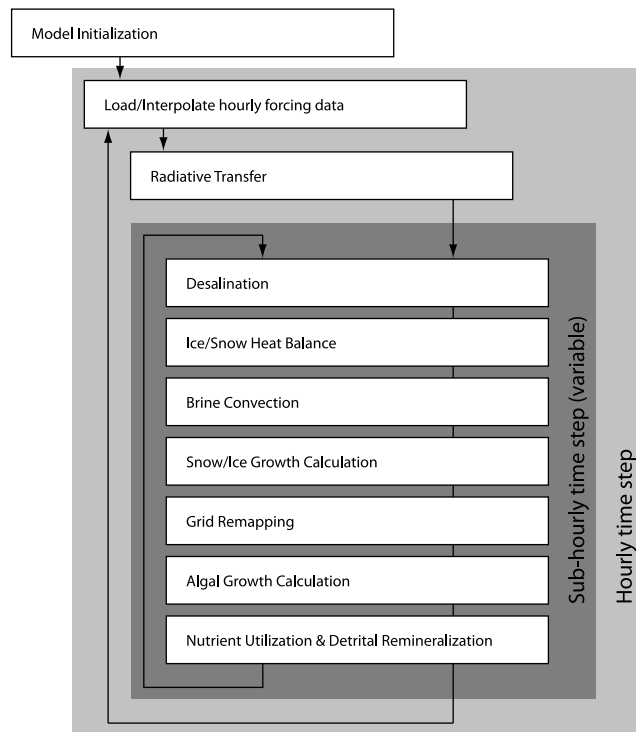 Model Initialization
Load/Interpolate hourly forcing data
Radiative Transfer
Desalination
Ice/Snow Heat Balance
Brine Convection
Snow/Ice Growth Calculation
Grid Remapping
Algal Growth Calculation
Nutrient Utilization & Detrital Remineralization
Sub-hourly time step (variable)
Hourly time step